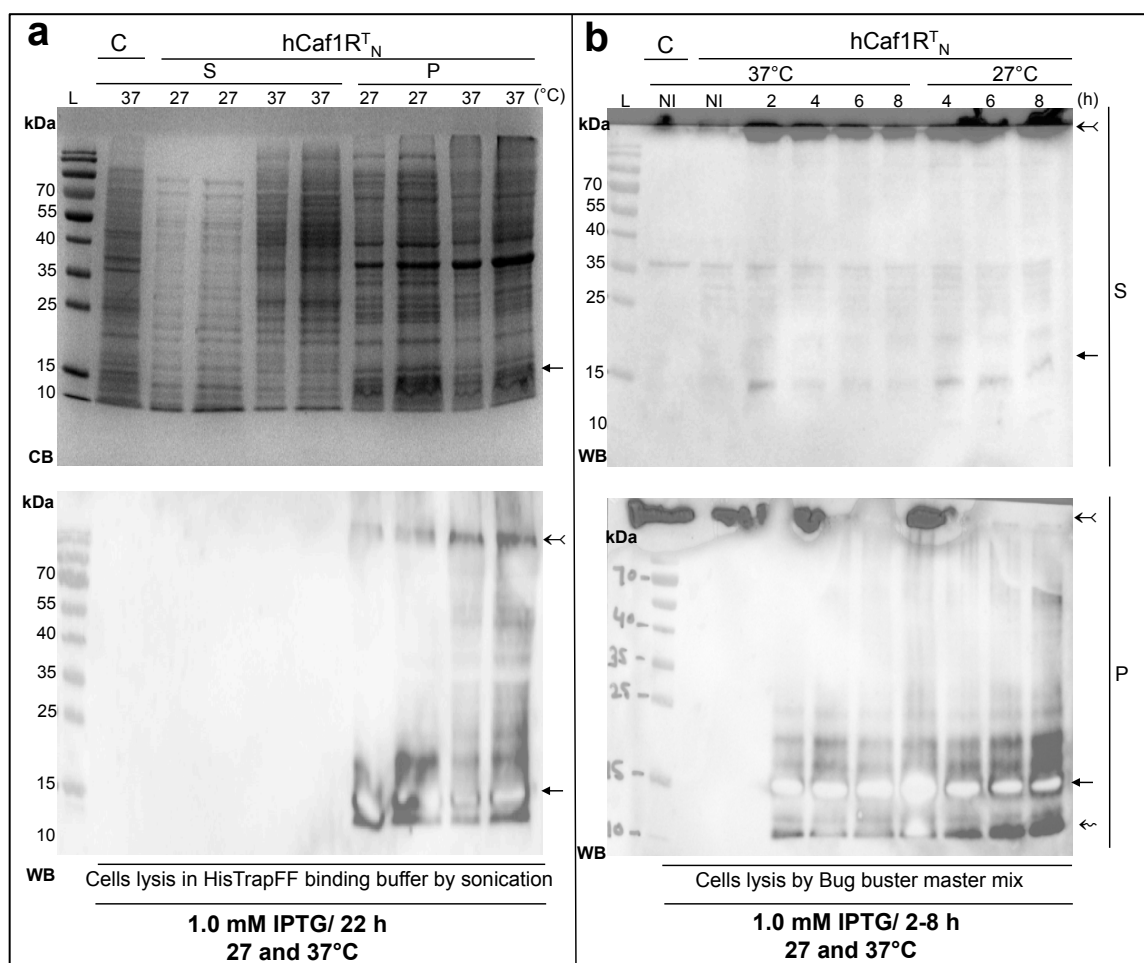 a
C hCaf1RᵀN
S P
L 37 27 27 37 37 27 27 37 37 (°C)
kDa
70
55
40
35
25
15
10
CB
kDa
70
55
40
35
25
15
10
WB
Cells lysis in HisTrapFF binding buffer by sonication
1.0 mM IPTG/ 22 h
27 and 37°C
b
C hCaf1RᵀN
37°C 27°C
L NI NI 2 4 6 8 4 6 8 (h)
kDa
70
55
40
35
25
15
10
WB
S
kDa
70-
40-
35-
25
15
10-
WB
P
Cells lysis by Bug buster master mix
1.0 mM IPTG/ 2-8 h
27 and 37°C